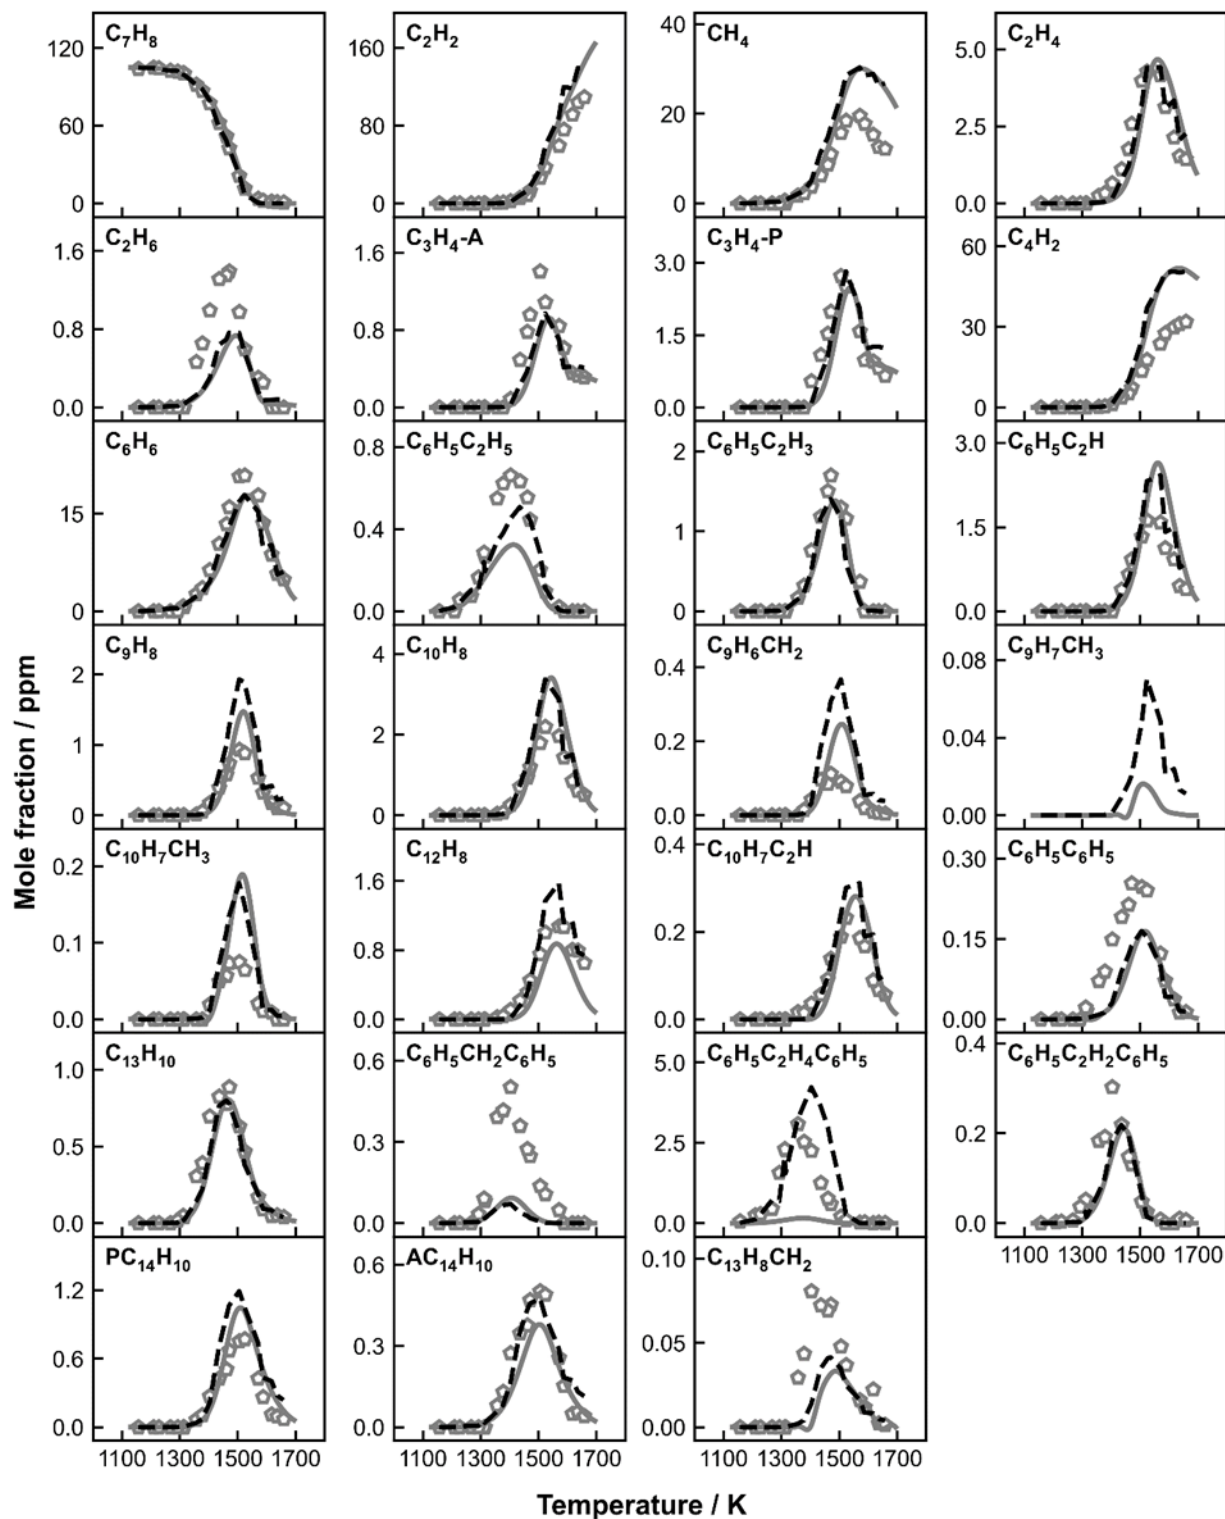 C₇H₈
120
60
0
C₂H₂
160
80
0
CH₄
40
20
0
C₂H₄
5.0
2.5
0.0
C₂H₆
1.6
0.8
0.0
C₃H₄-A
1.6
0.8
0.0
C₃H₄-P
3.0
1.5
0.0
C₄H₂
60
30
0
C₆H₆
15
0
C₆H₅C₂H₅
0.8
0.4
0.0
C₆H₅C₂H₃
2
1
0
C₆H₅C₂H
3.0
1.5
0.0
C₉H₈
2
1
0
C₁₀H₈
4
2
0
C₉H₆CH₂
0.4
0.2
0.0
C₉H₇CH₃
0.08
0.04
0.00
C₁₀H₇CH₃
0.2
0.1
0.0
C₁₂H₈
1.6
0.8
0.0
C₁₀H₇C₂H
0.4
0.2
0.0
C₆H₅C₆H₅
0.30
0.15
0.00
C₁₃H₁₀
1.0
0.5
0.0
C₆H₅CH₂C₆H₅
0.6
0.3
0.0
C₆H₅C₂H₄C₆H₅
5.0
2.5
0.0
C₆H₅C₂H₂C₆H₅
0.4
0.2
0.0
1100 1300 1500 1700
PC₁₄H₁₀
1.2
0.6
0.0
1100 1300 1500 1700
AC₁₄H₁₀
0.6
0.3
0.0
1100 1300 1500 1700
C₁₃H₈CH₂
0.10
0.05
0.00
1100 1300 1500 1700
Mole fraction / ppm
Temperature / K